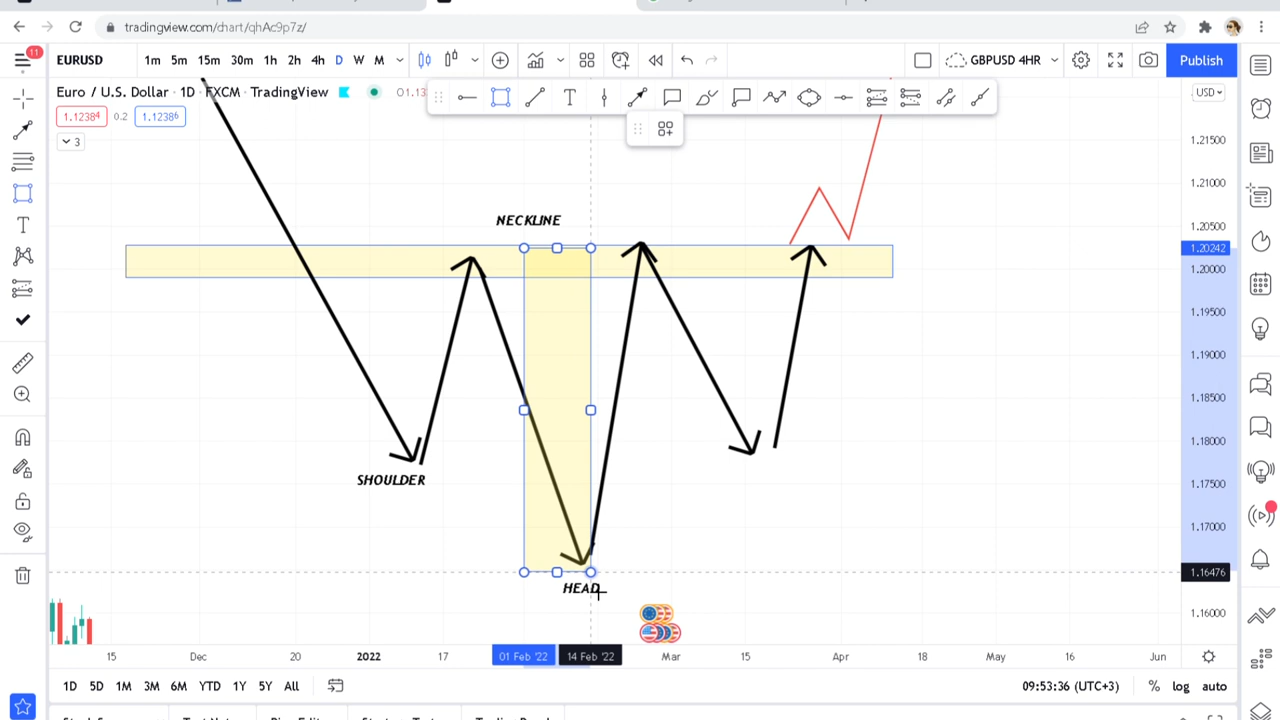 tradingview.com/chart/qhAc9p7z/
11
EURUSD 1m 5m 15m 30m 1h 2h 4h D W M GBPUSD 4HR Publish
Euro / U.S. Dollar · 1D · FXCM · TradingView O1.13
USD
1.12384 0.2 1.12386
3
1.21500
1.21000
NECKLINE
1.20500
1.20242
1.20000
1.19500
1.19000
1.18500
1.18000
SHOULDER
1.17500
1.17000
1.16476
HEAD
1.16000
15 Dec 20 2022 17 01 Feb '22 14 Feb '22 Mar 15 Apr 18 May 16 Jun
1D 5D 1M 3M 6M YTD 1Y 5Y All 09:53:36 (UTC+3) % log auto